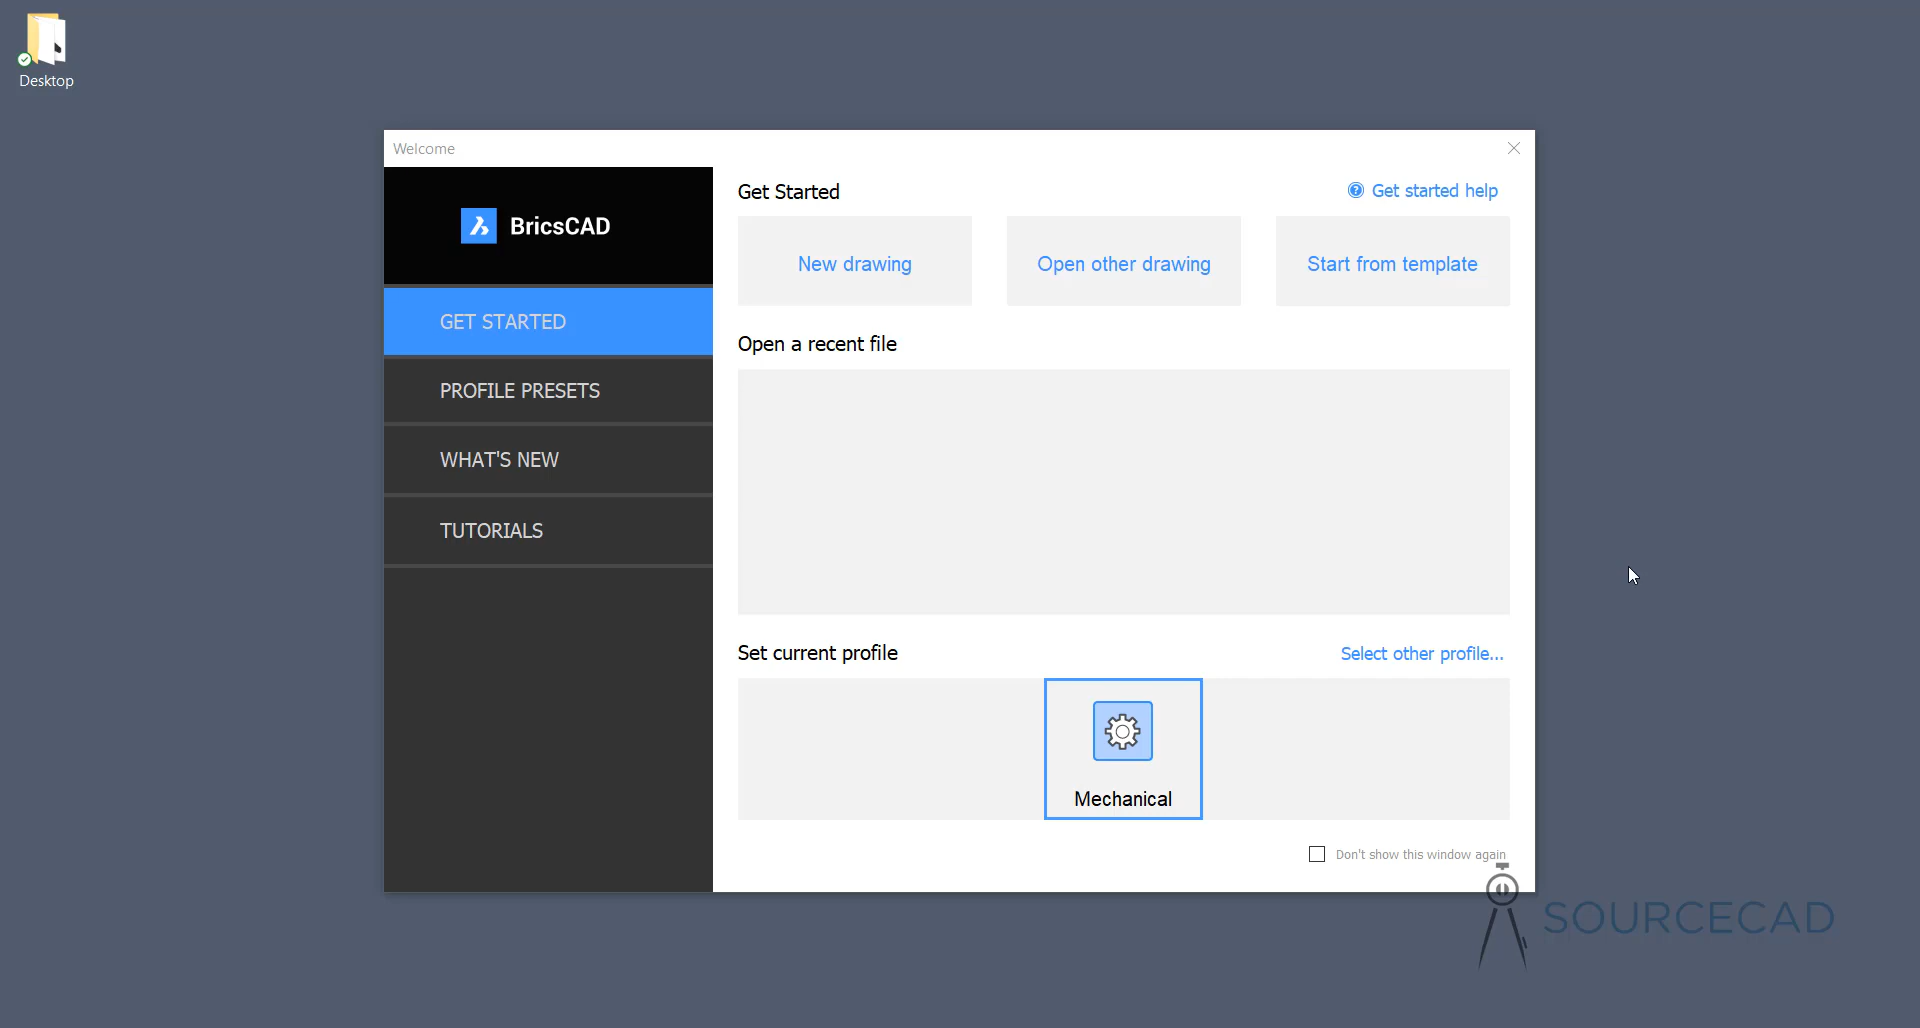 Desktop
Welcome
BricsCAD
GET STARTED
PROFILE PRESETS
WHAT'S NEW
TUTORIALS
Get Started
Get started help
New drawing
Open other drawing
Start from template
Open a recent file
Set current profile
Select other profile...
Mechanical
Don't show this window again
SOURCECAD